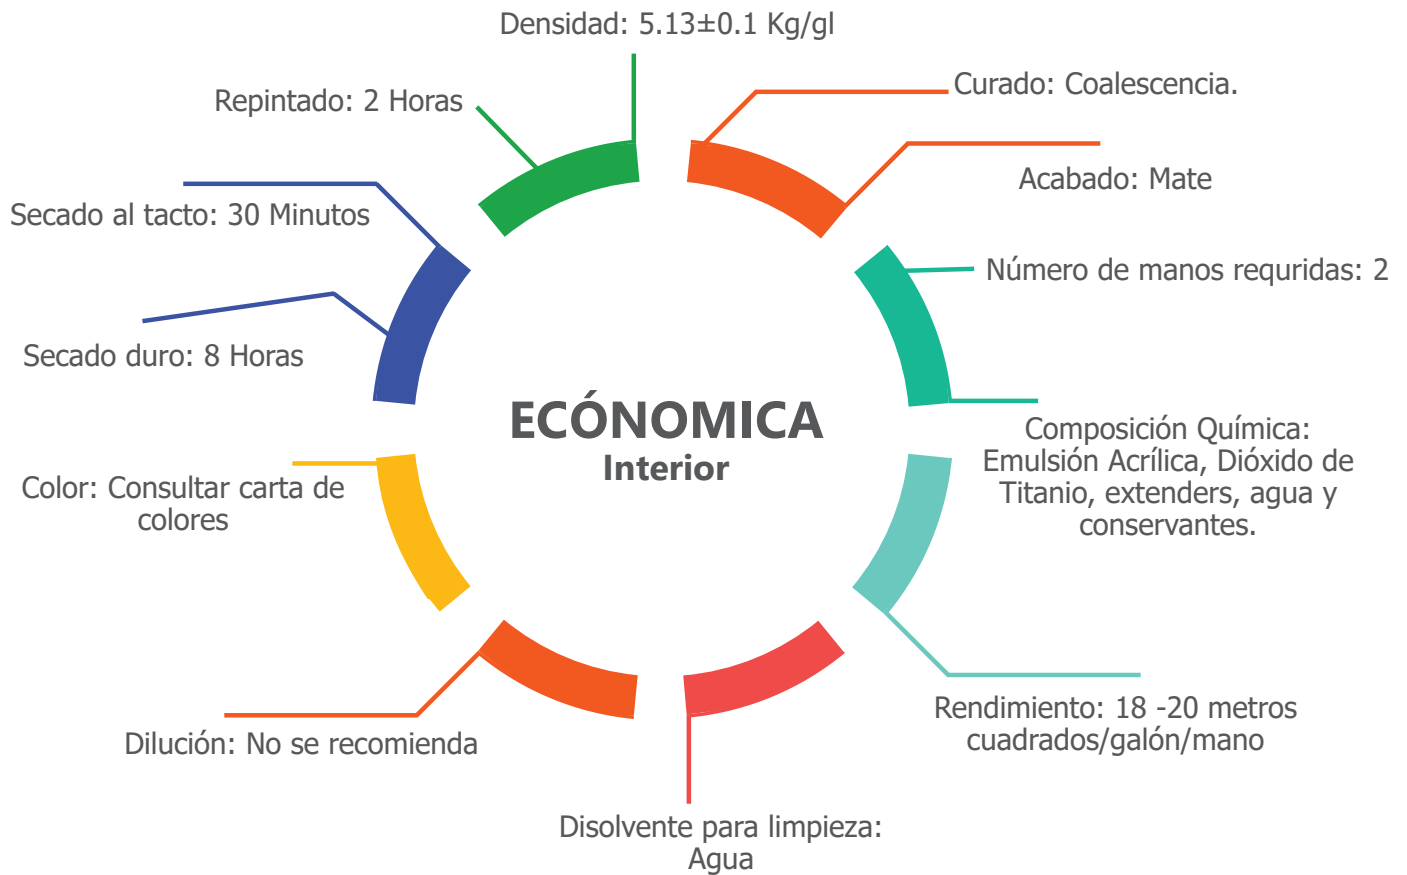 Densidad: 5.13±0.1 Kg/gl
Curado: Coalescencia.
Repintado: 2 Horas
Acabado: Mate
Secado al tacto: 30 Minutos
Número de manos requridas: 2
Secado duro: 8 Horas
ECÓNOMICA
Interior
Composición Química:
Emulsión Acrílica, Dióxido de
Titanio, extenders, agua y
conservantes.
Color: Consultar carta de
colores
Rendimiento: 18 -20 metros
cuadrados/galón/mano
Dilución: No se recomienda
Disolvente para limpieza:
Agua